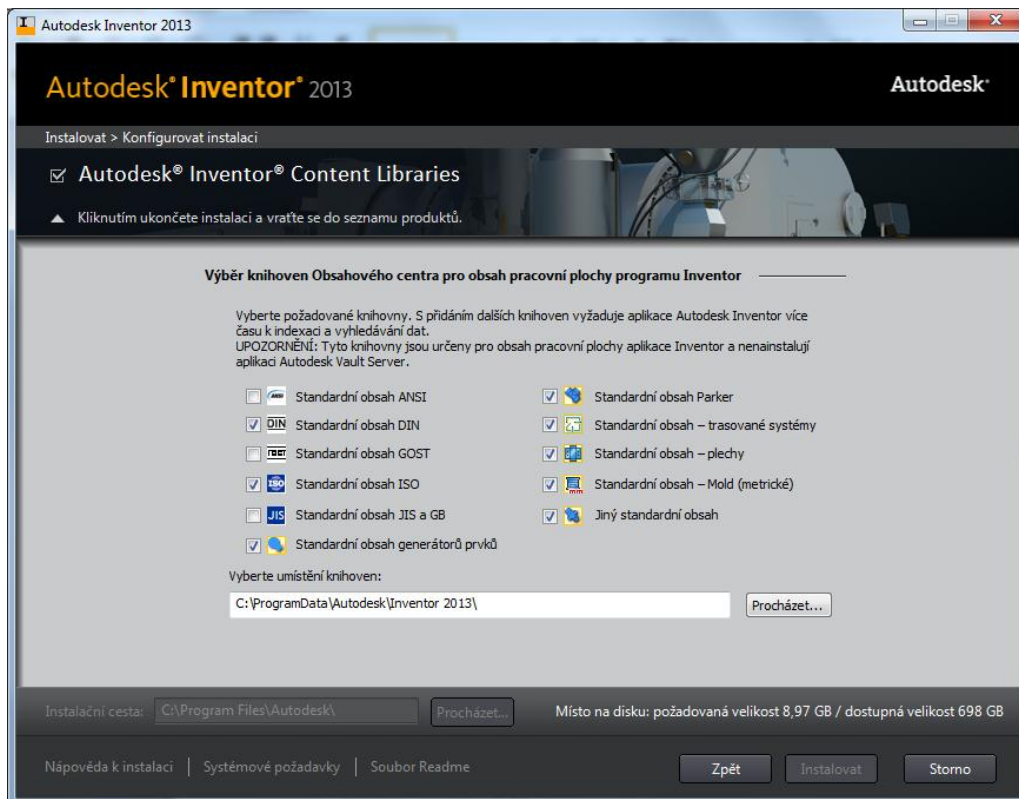 Autodesk Inventor 2013
Autodesk® Inventor® 2013
Autodesk®
Instalovat > Konfigurovat instalaci
Autodesk® Inventor® Content Libraries
Kliknutím ukončete instalaci a vraťte se do seznamu produktů.
Výběr knihoven Obsahového centra pro obsah pracovní plochy programu Inventor
Vyberte požadované knihovny. S přidáním dalších knihoven vyžaduje aplikace Autodesk Inventor více
času k indexaci a vyhledávání dat.
UPOZORNĚNÍ: Tyto knihovny jsou určeny pro obsah pracovní plochy aplikace Inventor a nenainstalují
aplikaci Autodesk Vault Server.
ANSI Standardní obsah ANSI
Standardní obsah Parker
DIN Standardní obsah DIN
Standardní obsah – trasované systémy
ГОСТ Standardní obsah GOST
Standardní obsah – plechy
ISO Standardní obsah ISO
mm Standardní obsah – Mold (metrické)
JIS Standardní obsah JIS a GB
Jiný standardní obsah
Standardní obsah generátorů prvků
Vyberte umístění knihoven:
C:\ProgramData\Autodesk\Inventor 2013\
Procházet...
Instalační cesta: C:\Program Files\Autodesk\ Procházet...
Místo na disku: požadovaná velikost 8,97 GB / dostupná velikost 698 GB
Nápověda k instalaci | Systémové požadavky | Soubor Readme
Zpět Instalovat Storno